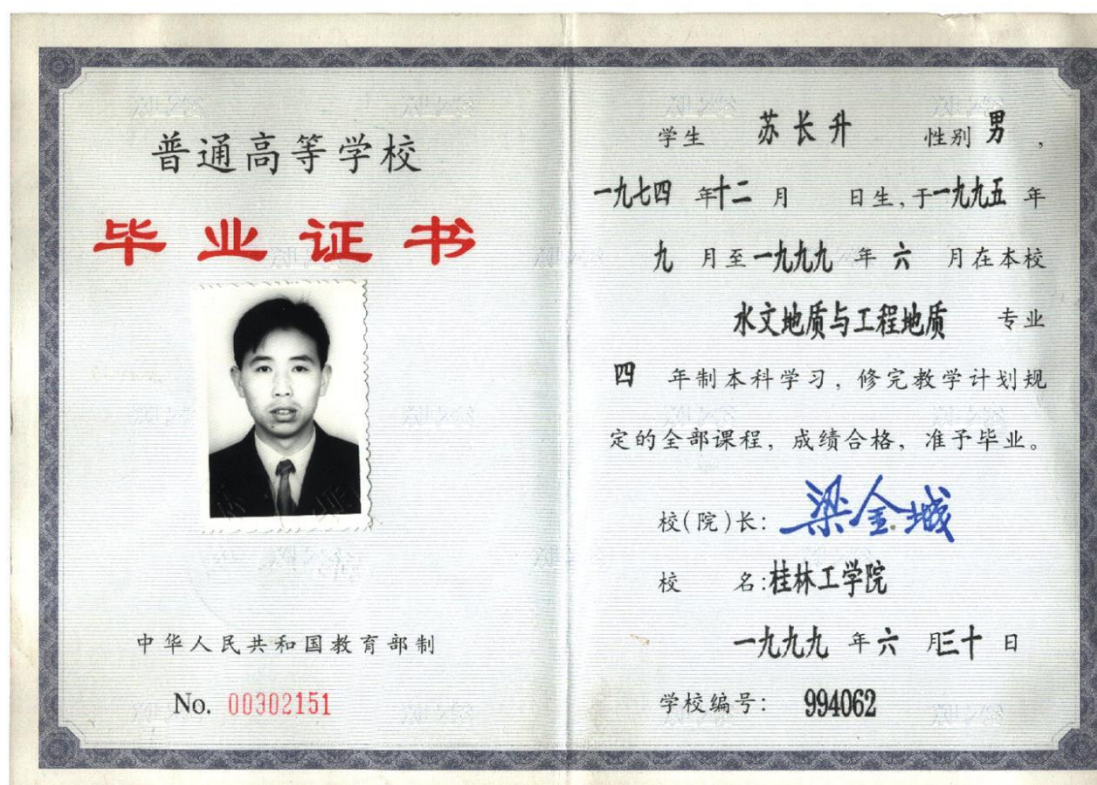 普通高等学校
毕业证书
中华人民共和国教育部制
No. 00302151
学生 苏长升 性别 男,
一九七四 年十二 月 日生,于一九九五 年
九 月至一九九九 年 六 月在本校
水文地质与工程地质 专业
四 年制本科学习,修完教学计划规
定的全部课程,成绩合格,准予毕业。
校(院)长: 梁金城
校 名:桂林工学院
一九九九 年 六 月三十 日
学校编号: 994062